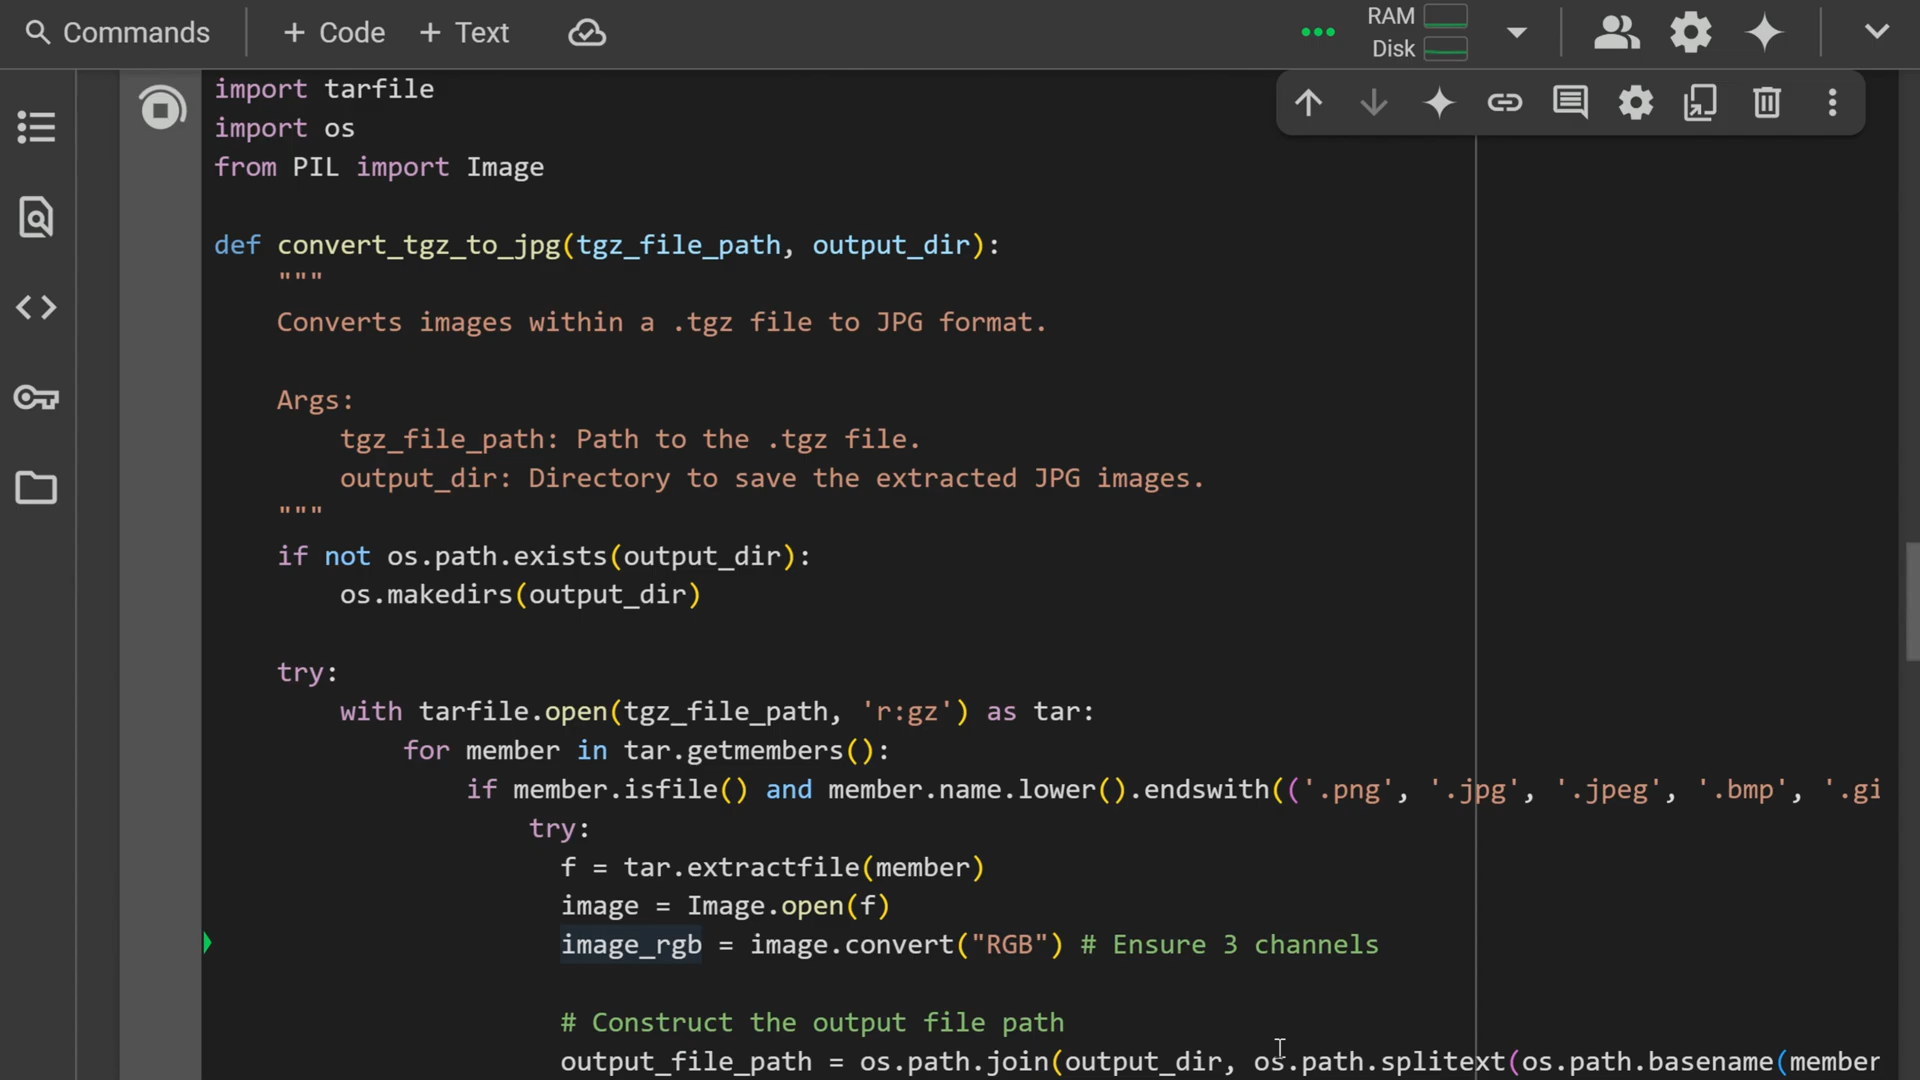 Commands + Code + Text RAM
Disk
import tarfile
import os
from PIL import Image
def convert_tgz_to_jpg(tgz_file_path, output_dir):
"""
Converts images within a .tgz file to JPG format.
Args:
tgz_file_path: Path to the .tgz file.
output_dir: Directory to save the extracted JPG images.
"""
if not os.path.exists(output_dir):
os.makedirs(output_dir)
try:
with tarfile.open(tgz_file_path, 'r:gz') as tar:
for member in tar.getmembers():
if member.isfile() and member.name.lower().endswith(('.png', '.jpg', '.jpeg', '.bmp', '.gi
try:
f = tar.extractfile(member)
image = Image.open(f)
image_rgb = image.convert("RGB") # Ensure 3 channels
# Construct the output file path
output_file_path = os.path.join(output_dir, os.path.splitext(os.path.basename(member